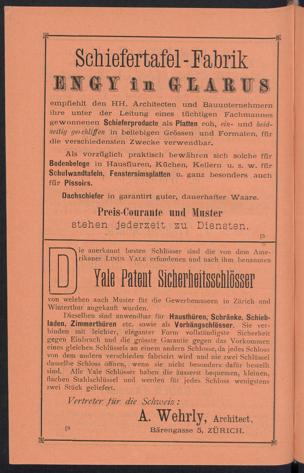 Schiefertafel-Fabrik
ENGY in GLARUS
empfiehlt den HH. Architecten und Bauunternehmern
ihre unter der Leitung eines tüchtigen Fachmannes
gewonnenen Schieferproducte als Platten roh, ein- und beid-
seitig geschliffen in beliebigen Grössen und Formaten, für
die verschiedensten Zwecke verwendbar.
Als vorzüglich praktisch bewähren sich solche für
Bodenbelege in Hausfluren, Küchen, Kellern u. s. w. für
Schulwandtafeln, Fenstersimsplatten u. ganz besonders auch
für Pissoirs.
Dachschiefer in garantirt guter, dauerhafter Waare.
Preis-Courante und Muster
stehen jederzeit zu Diensten.
Die anerkannt besten Schlösser sind die von dem Ame-
rikaner LINUS YALE erfundenen und nach ihm benannten
Yale Patent Sicherheitsschlösser
von welchen auch Muster für die Gewerbemuseen in Zürich und
Winterthur angekauft wurden.
Dieselben sind anwendbar für Hausthüren, Schränke, Schieb-
laden, Zimmerthüren etc. sowie als Vorhängschlösser. Sie ver-
binden mit leichter, eleganter Form vollständigste Sicherheit
gegen Einbruch und die grösste Garantie gegen das Vorkommen
eines gleichen Schlüssels an einem andern Schlosse, da jedes Schloss
von dem andern verschieden fabricirt wird und nie zwei Schlüssel
dasselbe Schloss öffnen, wenn sie nicht besonders dafür bestellt
sind. Alle Yale Schlösser haben die äusserst bequemen, kleinen,
flachen Stahlschlüssel und werden für jedes Schloss wenigstens
zwei Stück geliefert.
Vertreter für die Schweiz:
A. Wehrly, Architect,
Bärengasse 5, ZÜRICH.